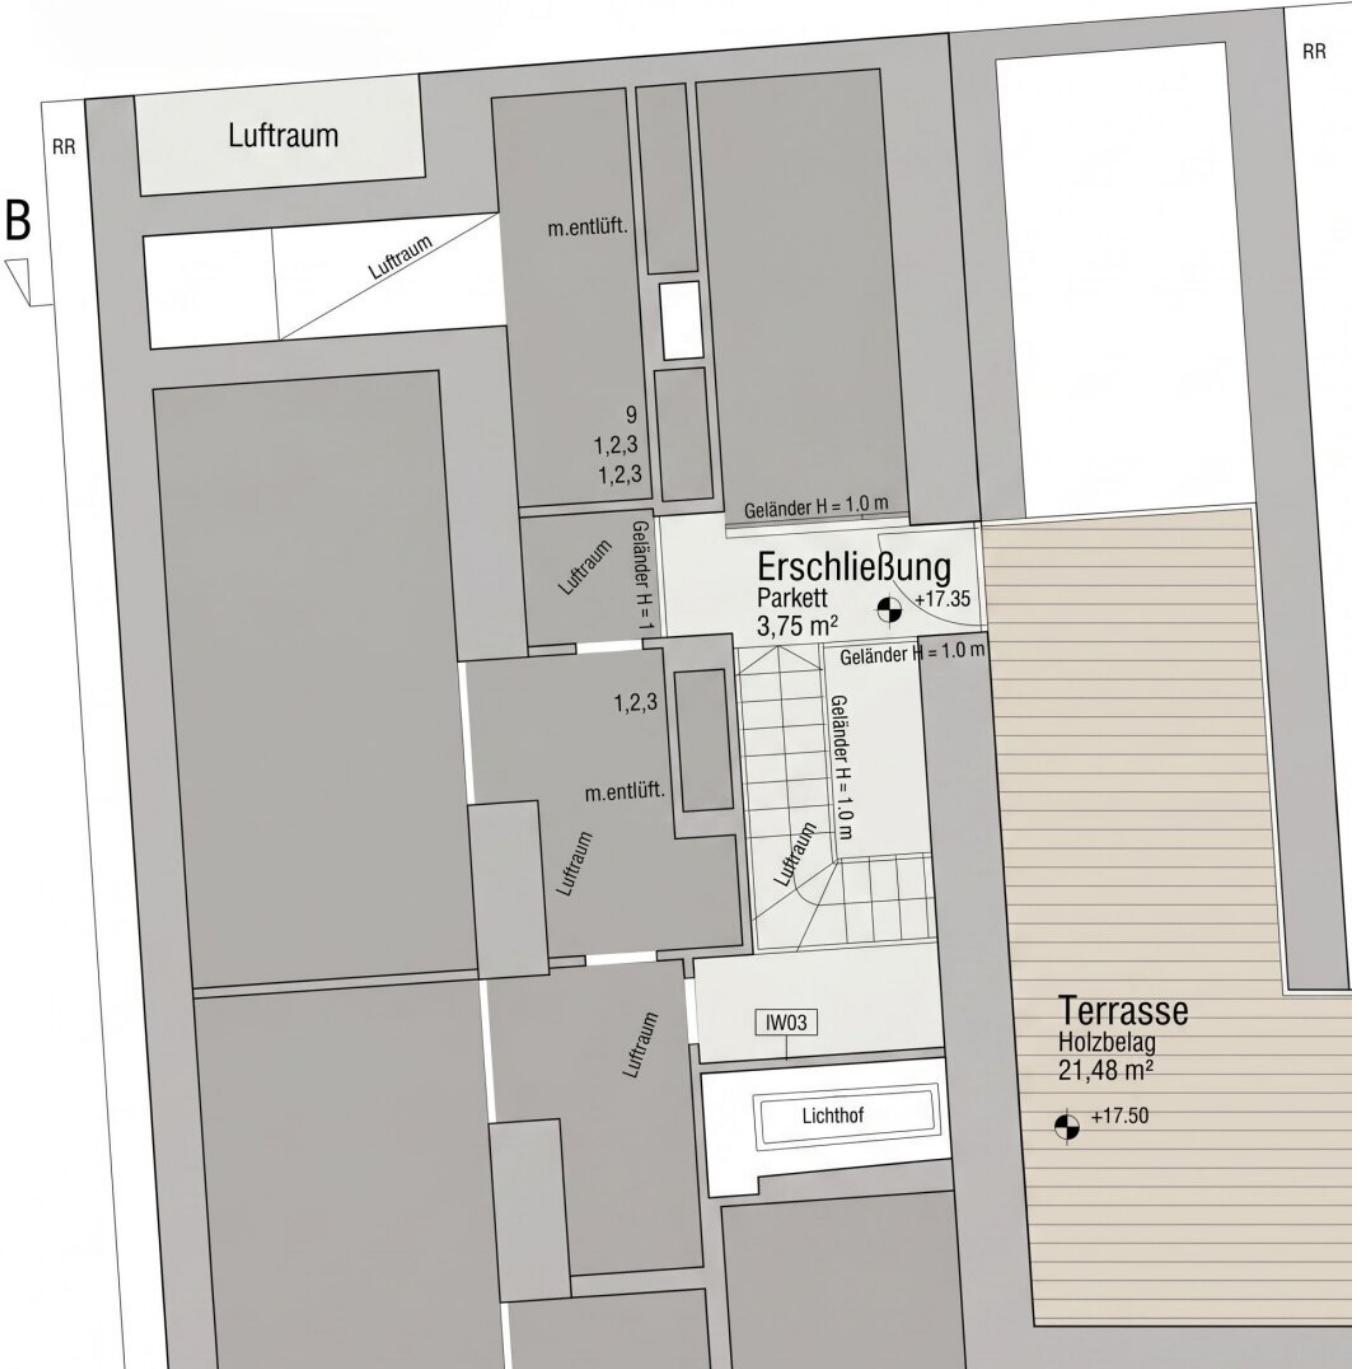 RR
Luftraum
RR
B
Luftraum
m.entlüft.
9
1,2,3
1,2,3
Geländer H = 1.0 m
Luftraum
Geländer H = 1
Erschließung
Parkett
3,75 m²
+17.35
Geländer H = 1.0 m
1,2,3
Geländer H = 1.0 m
m.entlüft.
Luftraum
Luftraum
Terrasse
Holzbelag
21,48 m²
+17.50
IW03
Luftraum
Lichthof